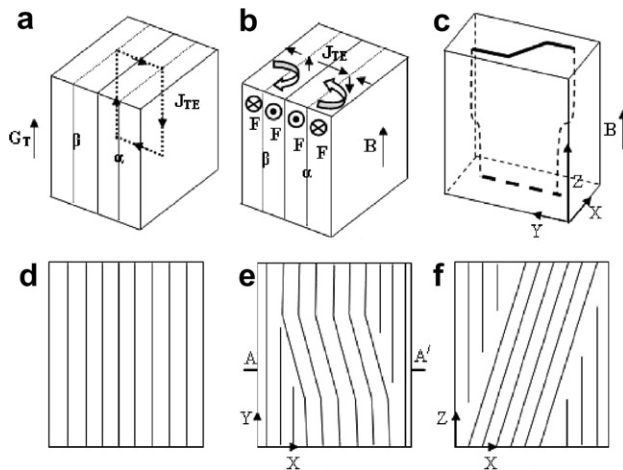 a b c
J_TE
G_T
J_TE
β α
F F F F
B
β α
B
Z
X
Y
d e f
A A′
Y Z
X X